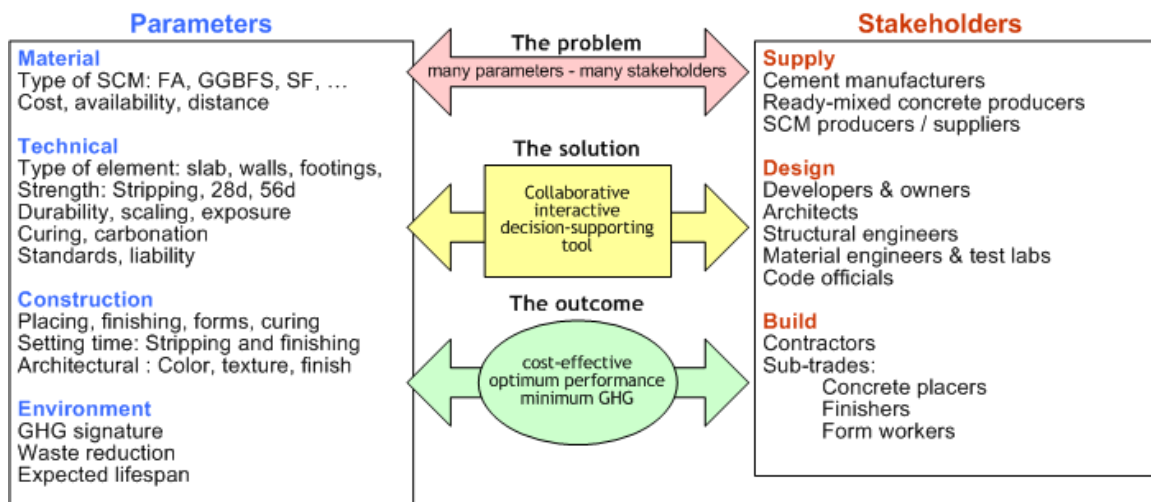 Parameters
Material
Type of SCM: FA, GGBFS, SF, ...
Cost, availability, distance
Technical
Type of element: slab, walls, footings,
Strength: Stripping, 28d, 56d
Durability, scaling, exposure
Curing, carbonation
Standards, liability
Construction
Placing, finishing, forms, curing
Setting time: Stripping and finishing
Architectural : Color, texture, finish
Environment
GHG signature
Waste reduction
Expected lifespan
The problem
many parameters - many stakeholders
The solution
Collaborative
interactive
decision-supporting
tool
The outcome
cost-effective
optimum performance
minimum GHG
Stakeholders
Supply
Cement manufacturers
Ready-mixed concrete producers
SCM producers / suppliers
Design
Developers & owners
Architects
Structural engineers
Material engineers & test labs
Code officials
Build
Contractors
Sub-trades:
Concrete placers
Finishers
Form workers